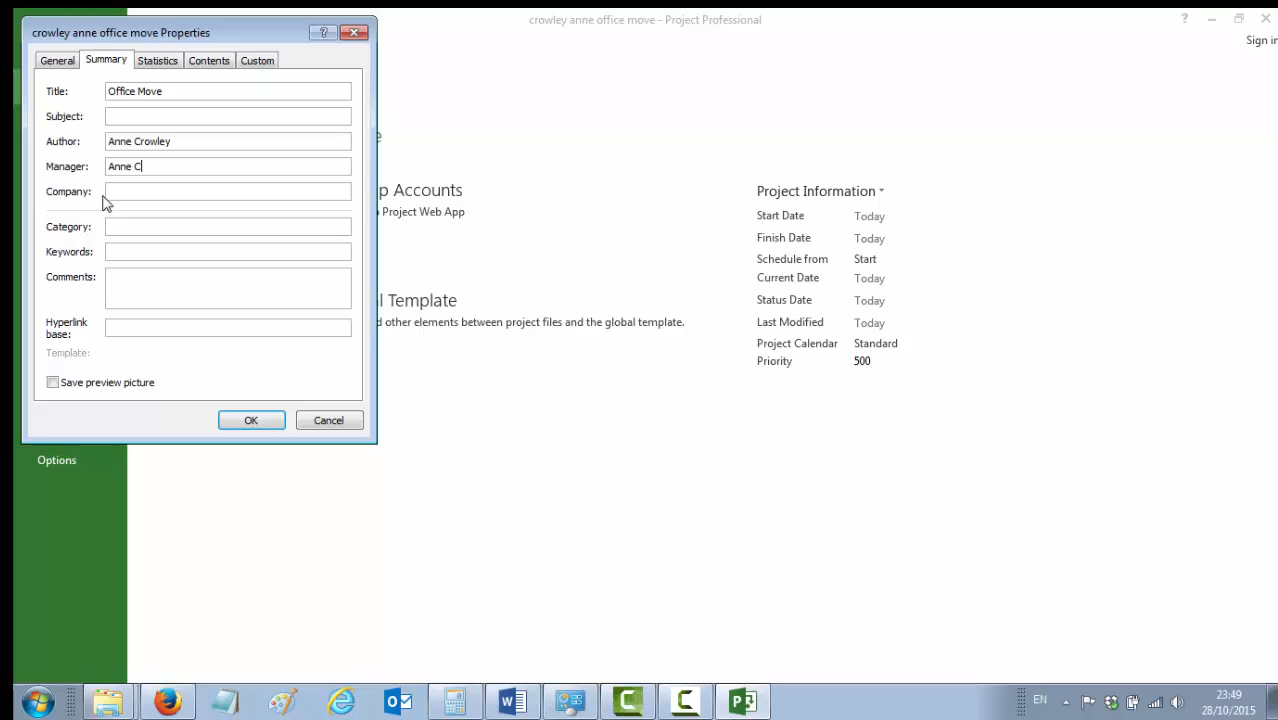 crowley anne office move - Project Professional
?
Sign in
crowley anne office move Properties
?
General
Summary
Statistics
Contents
Custom
Title:
Office Move
Subject:
Author:
Anne Crowley
Manager:
Anne C
Company:
Category:
Keywords:
Comments:
Hyperlink
base:
Template:
Save preview picture
OK
Cancel
Options
e
p Accounts
Project Web App
l Template
d other elements between project files and the global template.
Project Information
Start Date Today
Finish Date Today
Schedule from Start
Current Date Today
Status Date Today
Last Modified Today
Project Calendar Standard
Priority 500
EN
23:49
28/10/2015